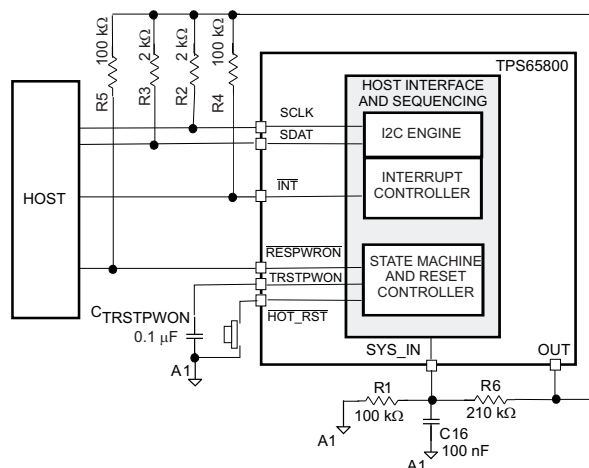 100 kΩ
2 kΩ
2 kΩ
100 kΩ
R5
R3
R2
R4
TPS65800
HOST INTERFACE
AND SEQUENCING
SCLK
SDAT
I2C ENGINE
INT
INTERRUPT
CONTROLLER
HOST
RESPWRON
TRSTPWON
HOT_RST
STATE MACHINE
AND RESET
CONTROLLER
CTRSTPWON
0.1 μF
A1
SYS_IN
OUT
R1
100 kΩ
R6
210 kΩ
A1
C16
100 nF
A1